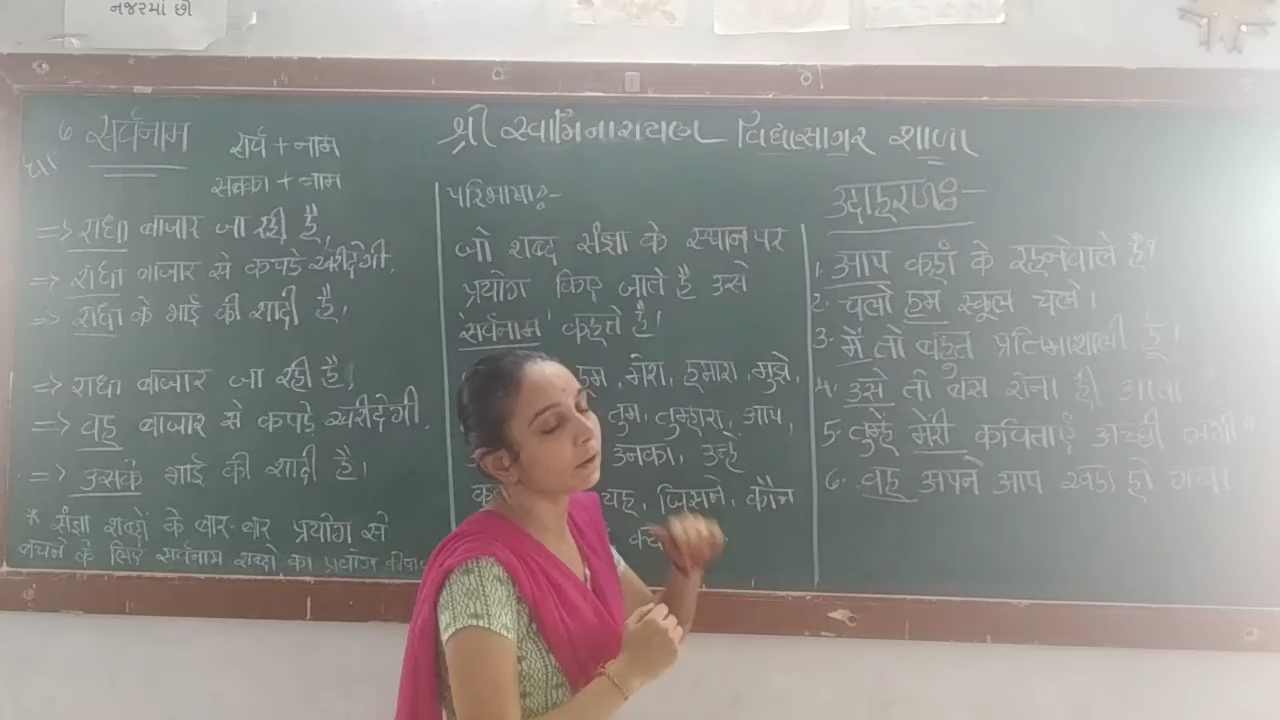 નજરમાં છો
श्री स्वामिनारायण विद्यासागर शाळा
सर्वनाम
सर्व + नाम
सबका + नाम
=> राधा बाजार जा रही है,
=> राधा बाजार से कपडे खरीदेगी,
=> राधा के भाई की शादी है।
=> राधा बाजार जा रही है,
=> वह बाजार से कपडे खरीदेगी,
=> उसके भाई की शादी है।
* संज्ञा शब्दों के बार-बार प्रयोग से
बचने के लिए सर्वनाम शब्दो का प्रयोग
परिभाषा:-
जो शब्द संज्ञा के स्थान पर
प्रयोग किए जाते है उसे
'सर्वनाम' कहते है।
हम, मेरा, हमारा, मुझे,
तुम, तुम्हारा, आप,
उनका, उन्हे
यह, जिसने, कौन
उदाहरण:-
1. आप कहाँ के रहनेवाले है।
2. चलो हम स्कूल चले।
3. मैं तो बहुत प्रतिभाशाली हूँ।
4. उसे तो बस रोना ही आता
5. तुम्हें मेरी कविताएँ अच्छी लगी।
6. वह अपने आप खडा हो गया